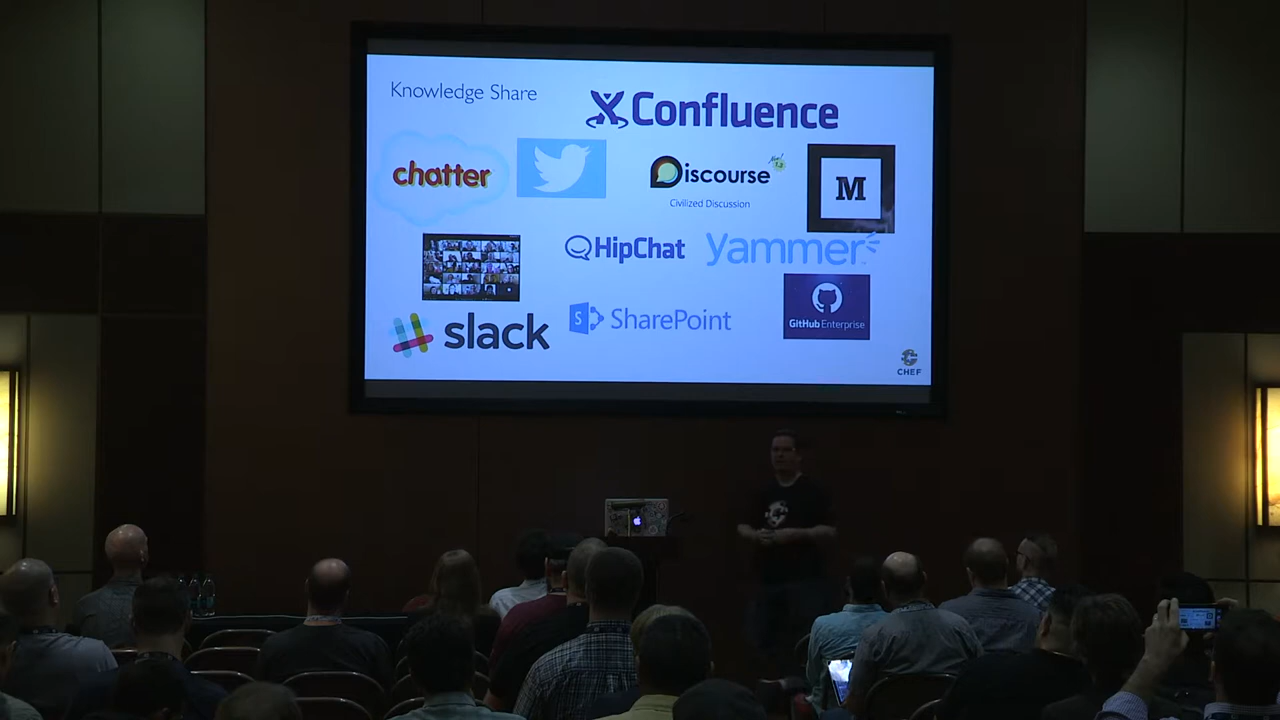 Knowledge Share
Confluence
chatter
Discourse
Civilized Discussion
M
HipChat
yammer
slack
S SharePoint
GitHub Enterprise
CHEF